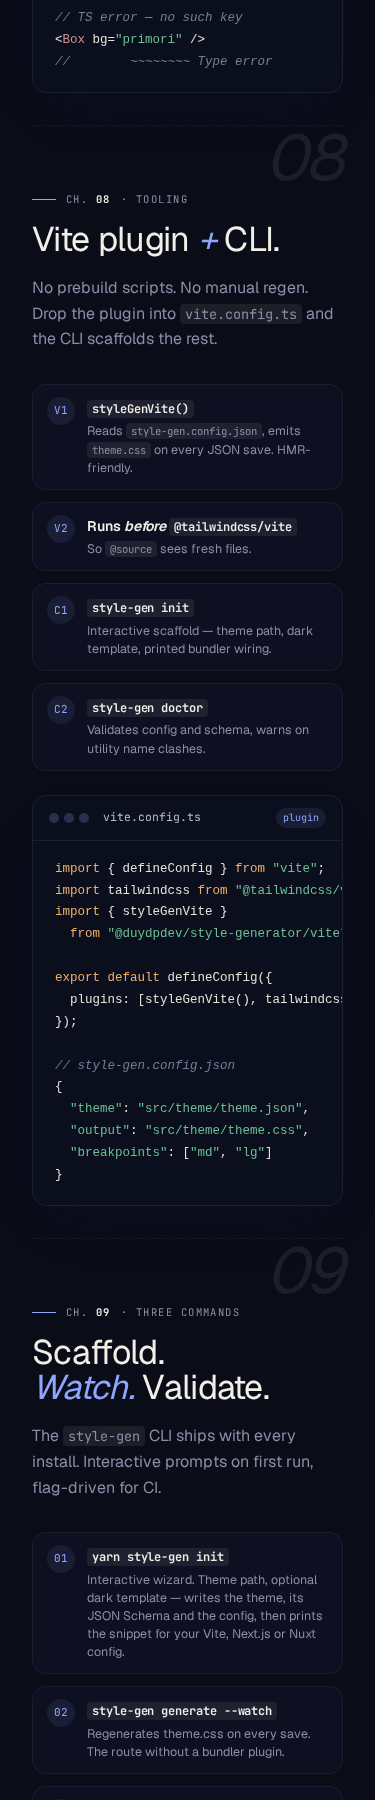 // TS error — no such key
<Box bg="primori" />
//        ~~~~~~~~ Type error
08
CH. 08 · TOOLING
Vite plugin + CLI.
No prebuild scripts. No manual regen.
Drop the plugin into vite.config.ts and
the CLI scaffolds the rest.
V1
styleGenVite()
Reads style-gen.config.json, emits
theme.css on every JSON save. HMR-
friendly.
V2
Runs before @tailwindcss/vite
So @source sees fresh files.
C1
style-gen init
Interactive scaffold — theme path, dark
template, printed bundler wiring.
C2
style-gen doctor
Validates config and schema, warns on
utility name clashes.
vite.config.ts
plugin
import { defineConfig } from "vite";
import tailwindcss from "@tailwindcss/
import { styleGenVite }
  from "@duydpdev/style-generator/vite
export default defineConfig({
  plugins: [styleGenVite(), tailwindcs
});
// style-gen.config.json
{
  "theme": "src/theme/theme.json",
  "output": "src/theme/theme.css",
  "breakpoints": ["md", "lg"]
}
09
CH. 09 · THREE COMMANDS
Scaffold.
Watch. Validate.
The style-gen CLI ships with every
install. Interactive prompts on first run,
flag-driven for CI.
01
yarn style-gen init
Interactive wizard. Theme path, optional
dark template — writes the theme, its
JSON Schema and the config, then prints
the snippet for your Vite, Next.js or Nuxt
config.
02
style-gen generate --watch
Regenerates theme.css on every save.
The route without a bundler plugin.